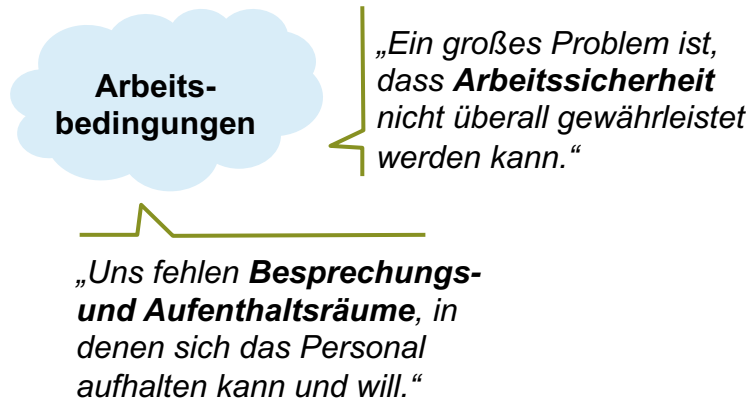 Arbeits-
bedingungen
„Ein großes Problem ist,
dass Arbeitssicherheit
nicht überall gewährleistet
werden kann.“
„Uns fehlen Besprechungs-
und Aufenthaltsräume, in
denen sich das Personal
aufhalten kann und will.“